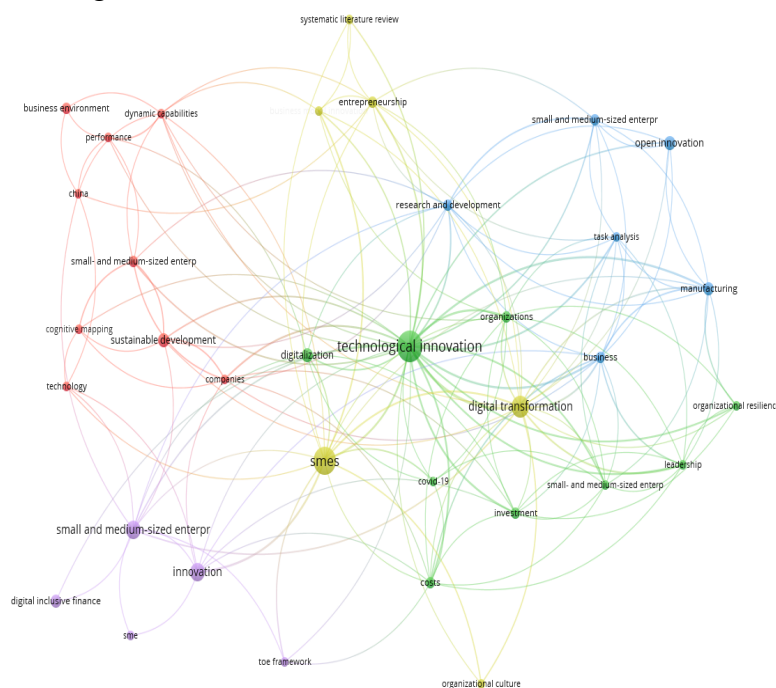 systematic literature review
entrepreneurship
business environment
dynamic capabilities
small and medium-sized enterpr
performance
open innovation
china
research and development
task analysis
small- and medium-sized enterp
manufacturing
organizations
cognitive mapping
sustainable development
technological innovation
digitalization
business
companies
technology
digital transformation
organizational resilienc
smes
leadership
covid-19
small- and medium-sized enterp
investment
small and medium-sized enterpr
innovation
costs
digital inclusive finance
sme
toe framework
organizational culture